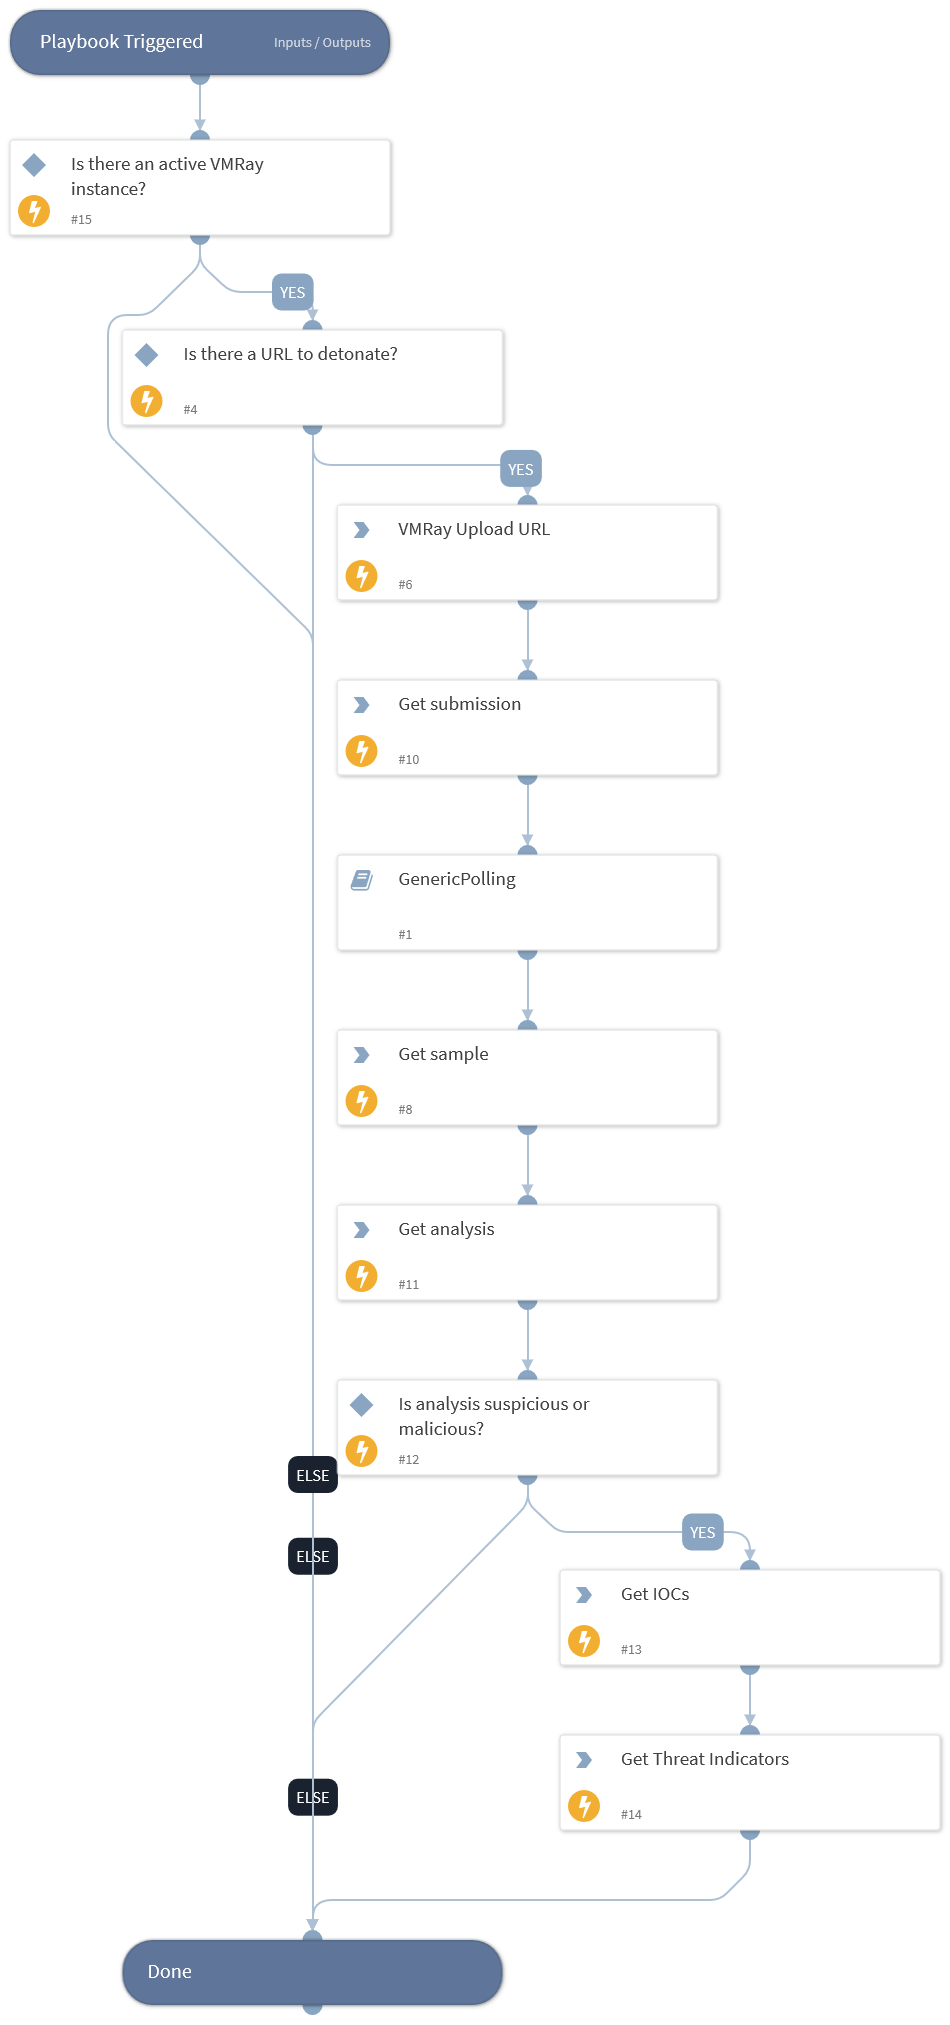 Playbook Triggered
Inputs / Outputs
Is there an active VMRay
instance?
#15
YES
Is there a URL to detonate?
#4
YES
VMRay Upload URL
#6
Get submission
#10
GenericPolling
#1
Get sample
#8
Get analysis
#11
Is analysis suspicious or
malicious?
#12
ELSE
YES
ELSE
Get IOCs
#13
Get Threat Indicators
ELSE
#14
Done